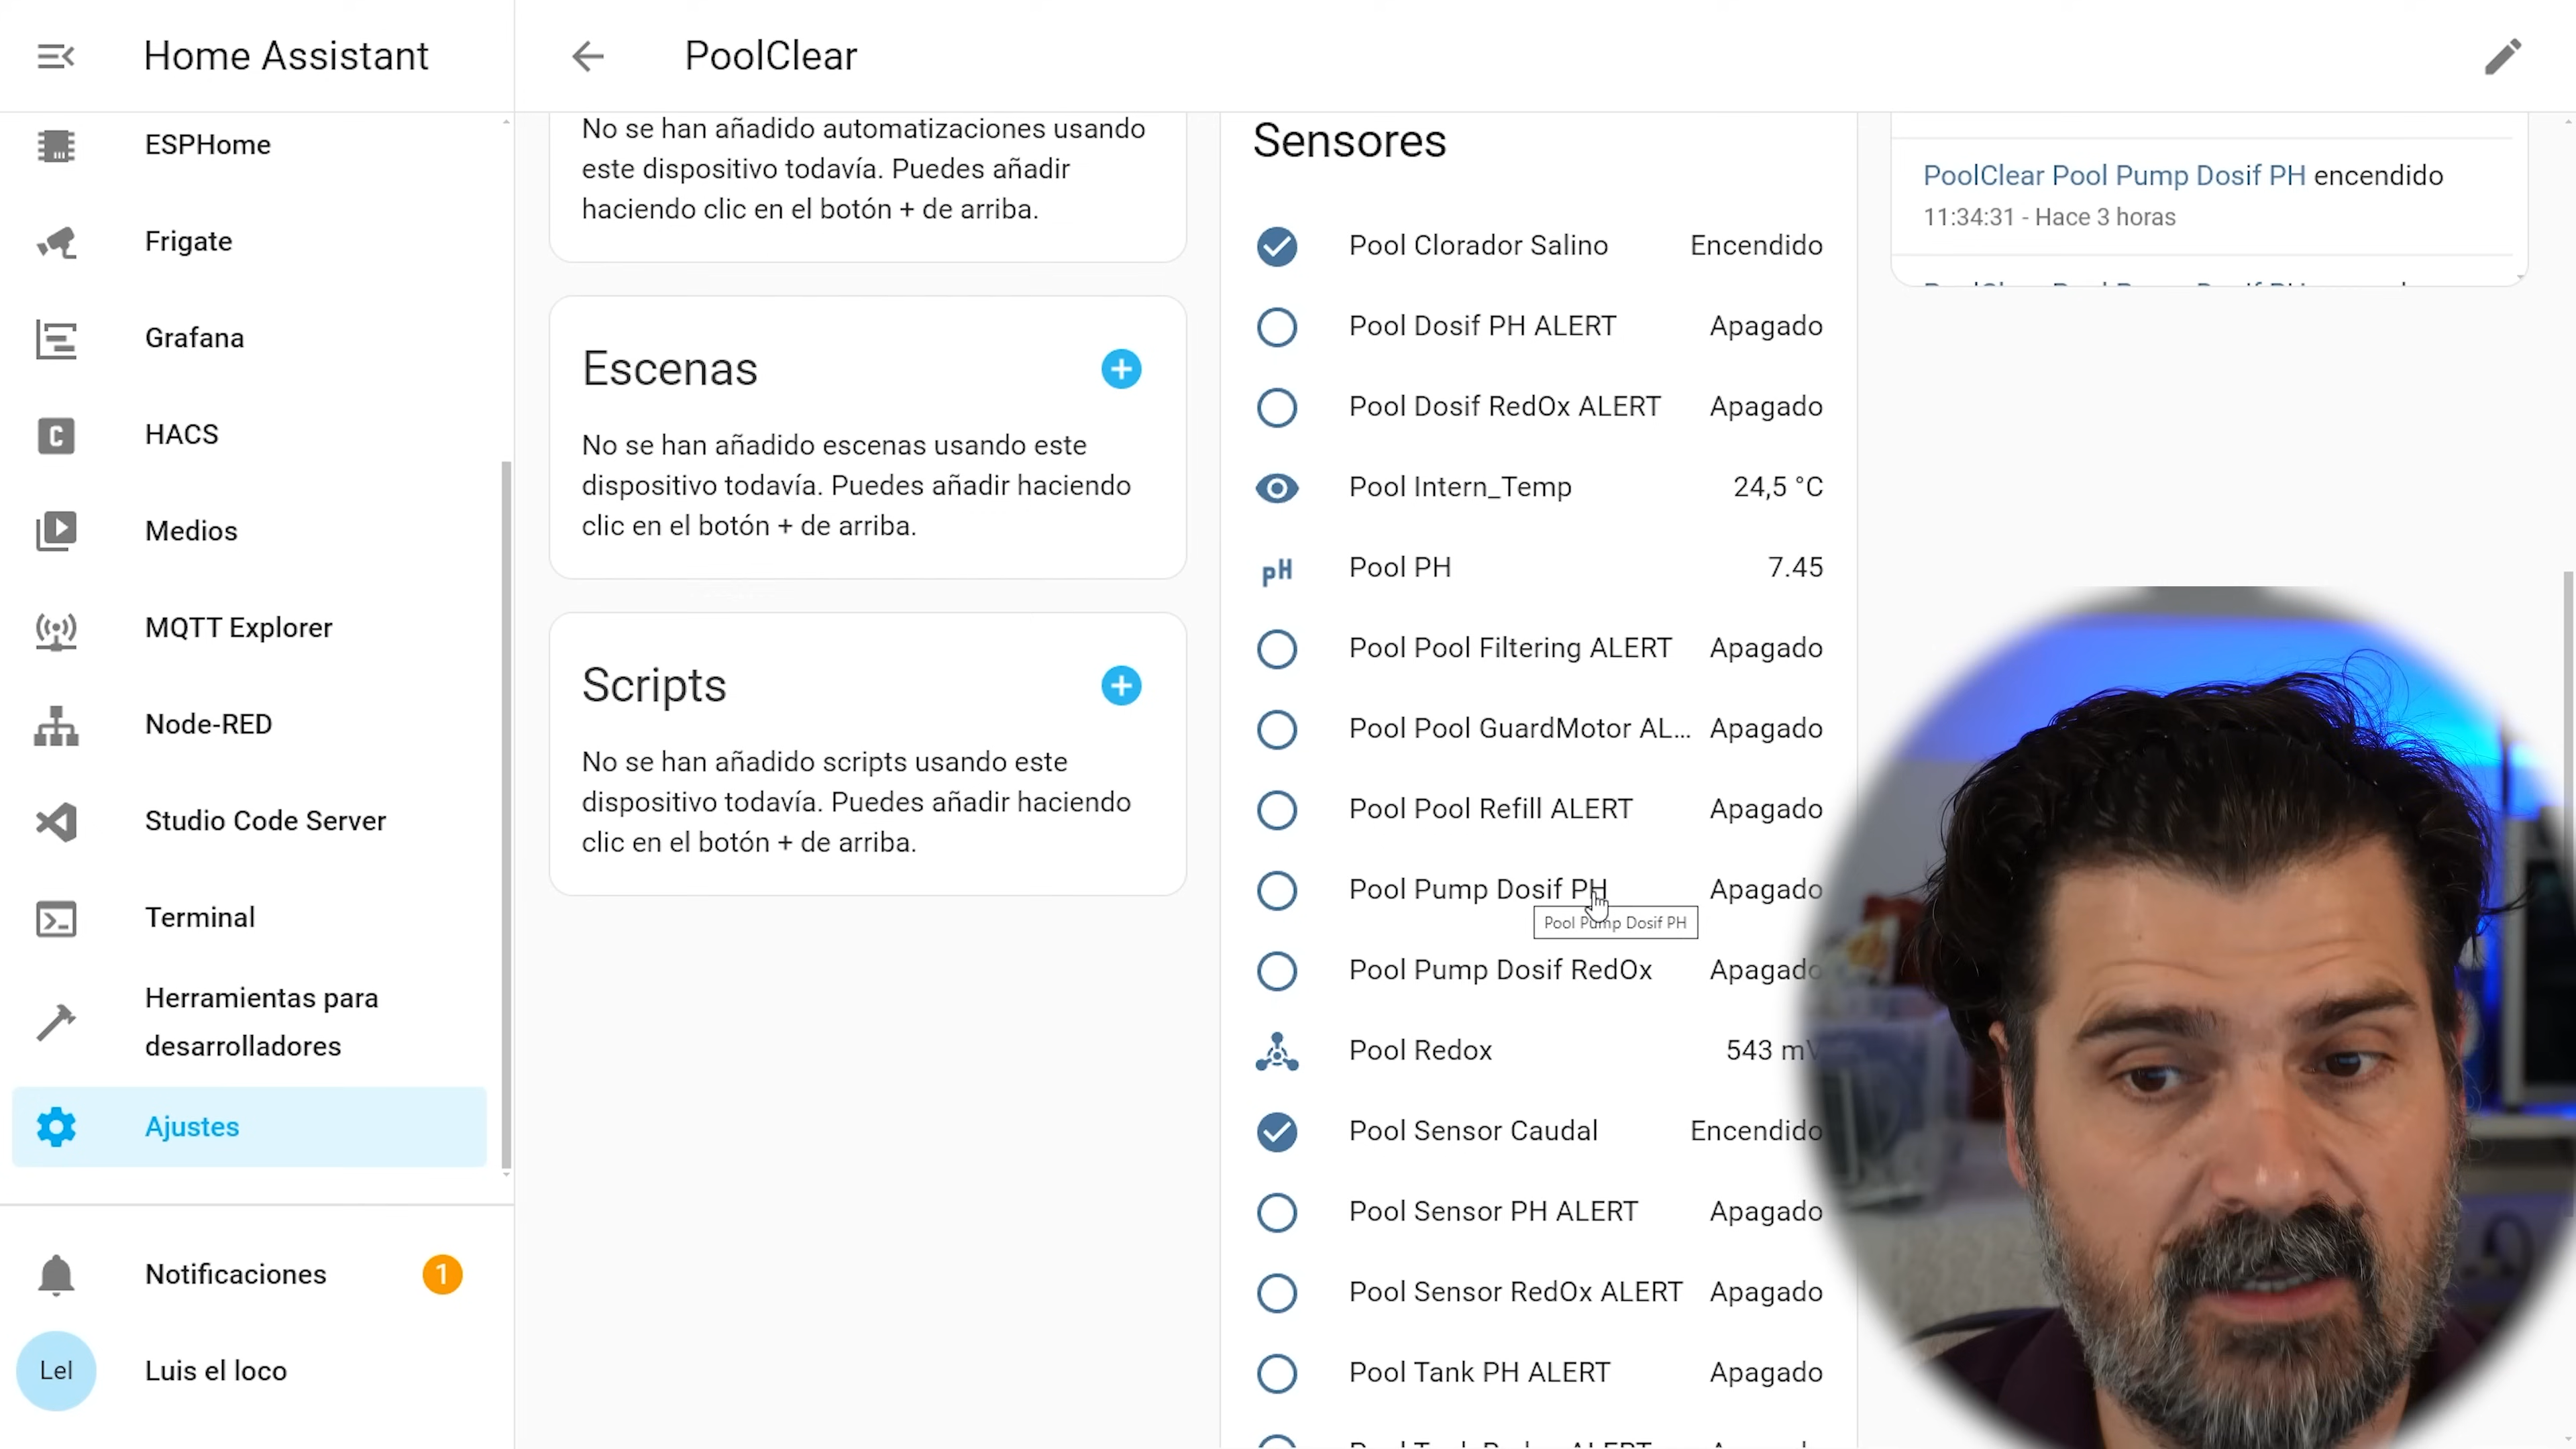 Home Assistant
PoolClear
ESPHome
Frigate
Grafana
HACS
Medios
MQTT Explorer
Node-RED
Studio Code Server
Terminal
Herramientas para
desarrolladores
Ajustes
Notificaciones 1
Lel Luis el loco
No se han añadido automatizaciones usando
este dispositivo todavía. Puedes añadir
haciendo clic en el botón + de arriba.
Escenas
No se han añadido escenas usando este
dispositivo todavía. Puedes añadir haciendo
clic en el botón + de arriba.
Scripts
No se han añadido scripts usando este
dispositivo todavía. Puedes añadir haciendo
clic en el botón + de arriba.
Sensores
Pool Clorador Salino Encendido
Pool Dosif PH ALERT Apagado
Pool Dosif RedOx ALERT Apagado
Pool Intern_Temp 24,5 °C
pH Pool PH 7.45
Pool Pool Filtering ALERT Apagado
Pool Pool GuardMotor AL... Apagado
Pool Pool Refill ALERT Apagado
Pool Pump Dosif PH Apagado
Pool Pump Dosif PH
Pool Pump Dosif RedOx Apagado
Pool Redox 543 mV
Pool Sensor Caudal Encendido
Pool Sensor PH ALERT Apagado
Pool Sensor RedOx ALERT Apagado
Pool Tank PH ALERT Apagado
PoolClear Pool Pump Dosif PH encendido
11:34:31 - Hace 3 horas